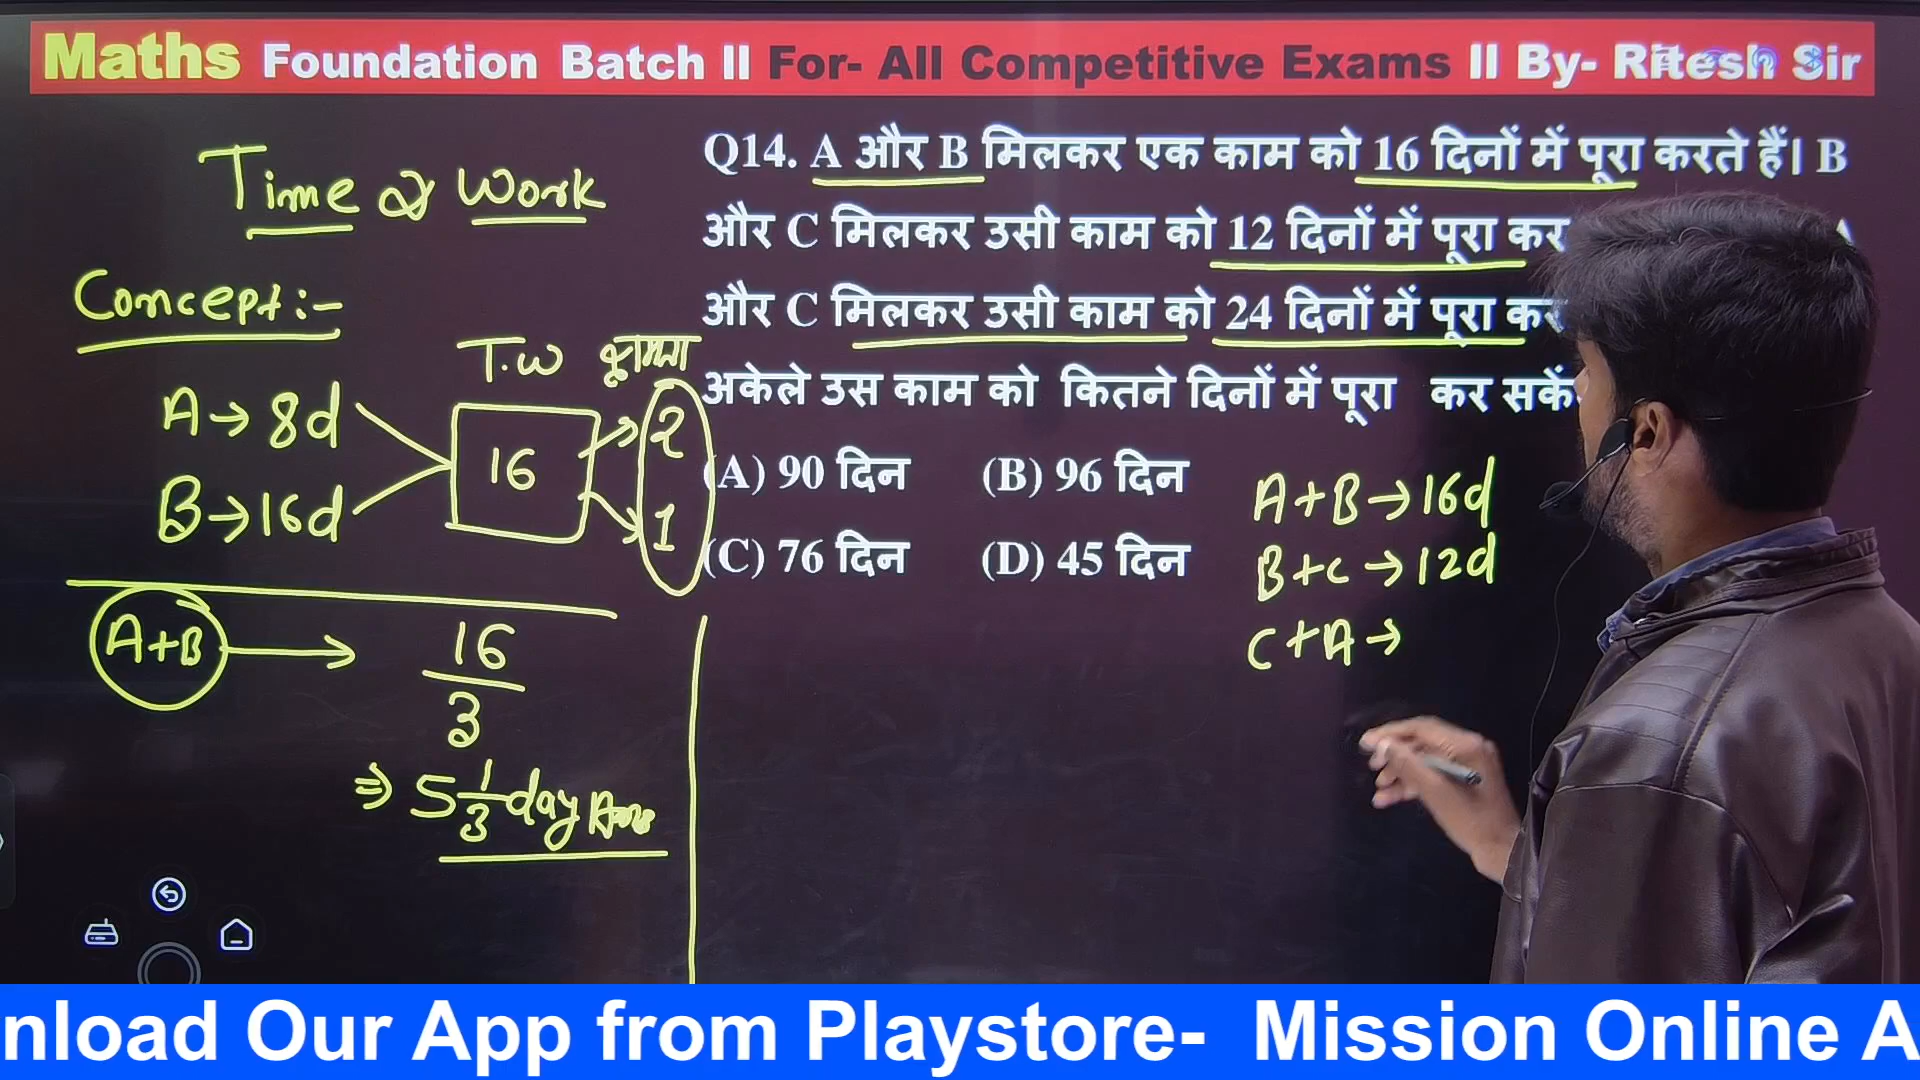 Maths Foundation Batch II For- All Competitive Exams II By- Ritesh Sir
Time & Work
Concept:-
T.W क्षमता
A→8d
B→16d
16
2
1
A+B → 16/3
⇒ 5 1/3 day Ans
Q14. A और B मिलकर एक काम को 16 दिनों में पूरा करते हैं। B
और C मिलकर उसी काम को 12 दिनों में पूरा कर
और C मिलकर उसी काम को 24 दिनों में पूरा कर
अकेले उस काम को कितने दिनों में पूरा कर
(A) 90 दिन (B) 96 दिन
(C) 76 दिन (D) 45 दिन
A+B→16d
B+C→12d
C+A→
nload Our App from Playstore- Mission Online A